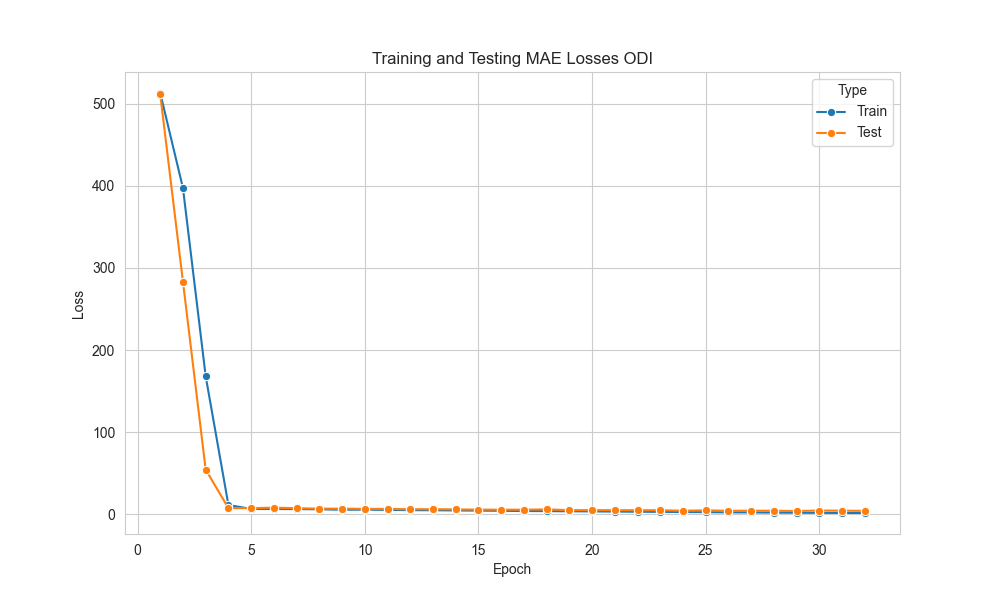 Training and Testing MAE Losses ODI
Type
Train
Test
Loss
500
400
300
200
100
0
0 5 10 15 20 25 30
Epoch